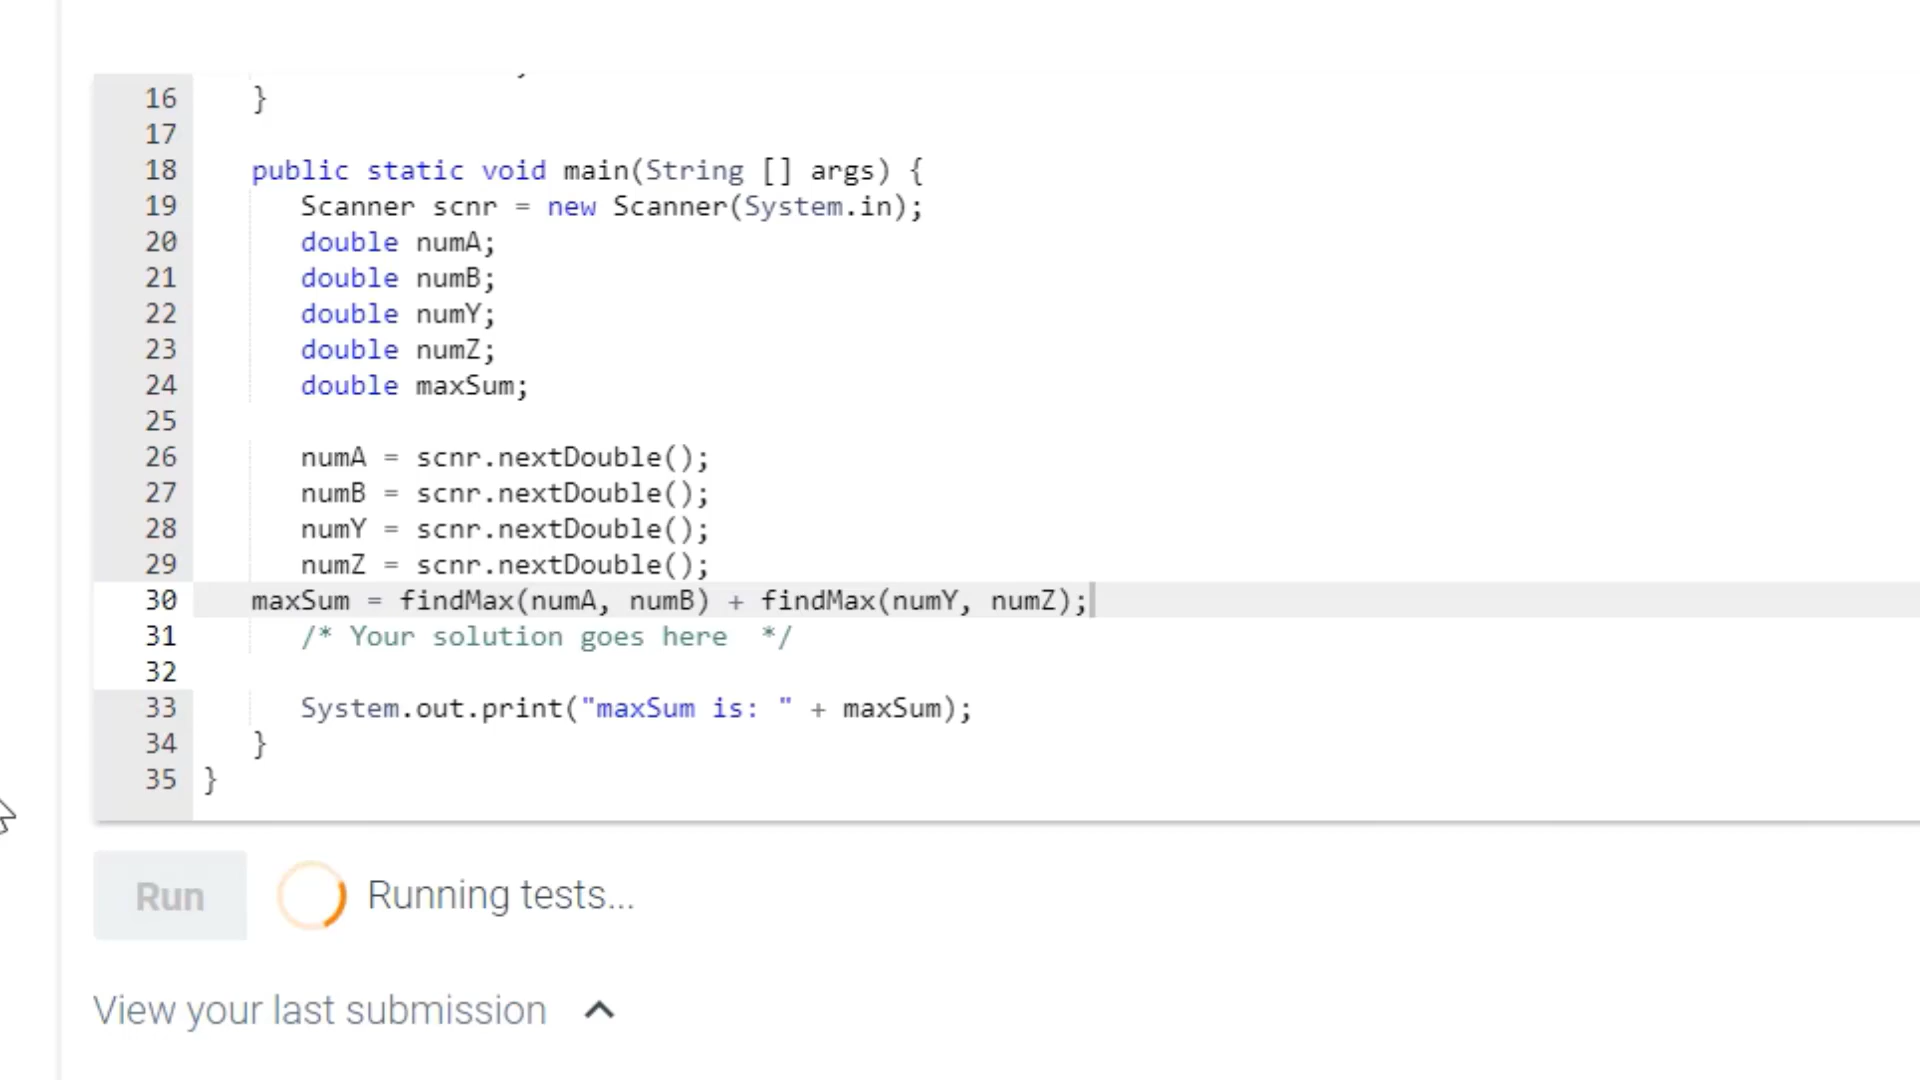 16 }
17
18 public static void main(String [] args) {
19 Scanner scnr = new Scanner(System.in);
20 double numA;
21 double numB;
22 double numY;
23 double numZ;
24 double maxSum;
25
26 numA = scnr.nextDouble();
27 numB = scnr.nextDouble();
28 numY = scnr.nextDouble();
29 numZ = scnr.nextDouble();
30 maxSum = findMax(numA, numB) + findMax(numY, numZ);
31 /* Your solution goes here  */
32
33 System.out.print("maxSum is: " + maxSum);
34 }
35 }
Run Running tests...
View your last submission